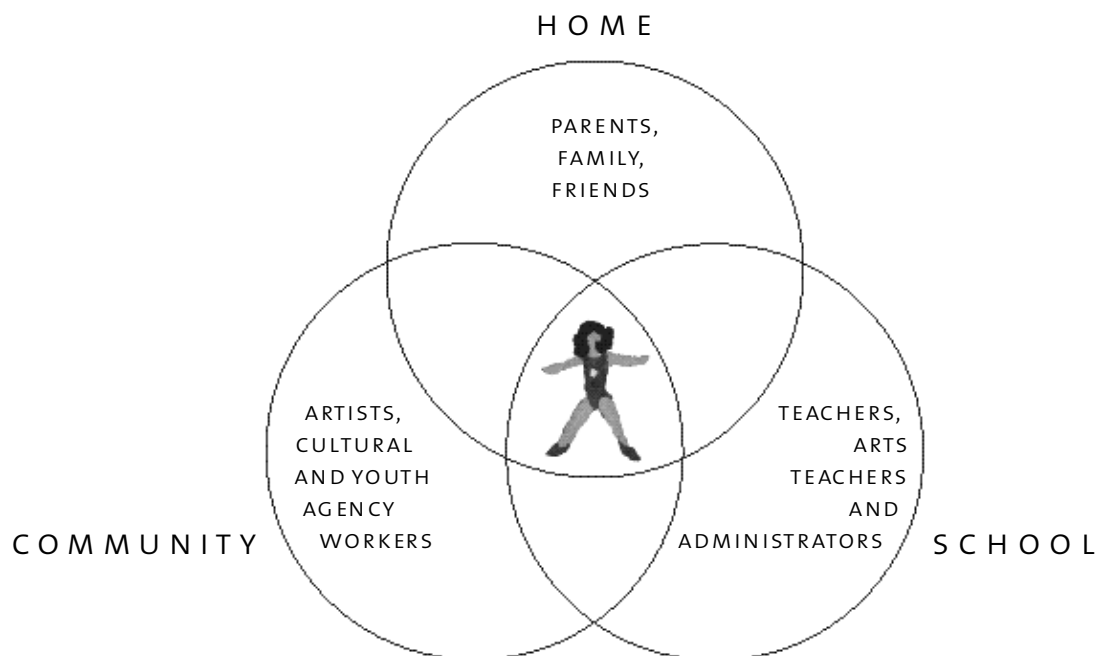 HOME
PARENTS,
FAMILY,
FRIENDS
ARTISTS,
CULTURAL
AND YOUTH
AGENCY
WORKERS
COMMUNITY
TEACHERS,
ARTS
TEACHERS
AND
ADMINISTRATORS
SCHOOL